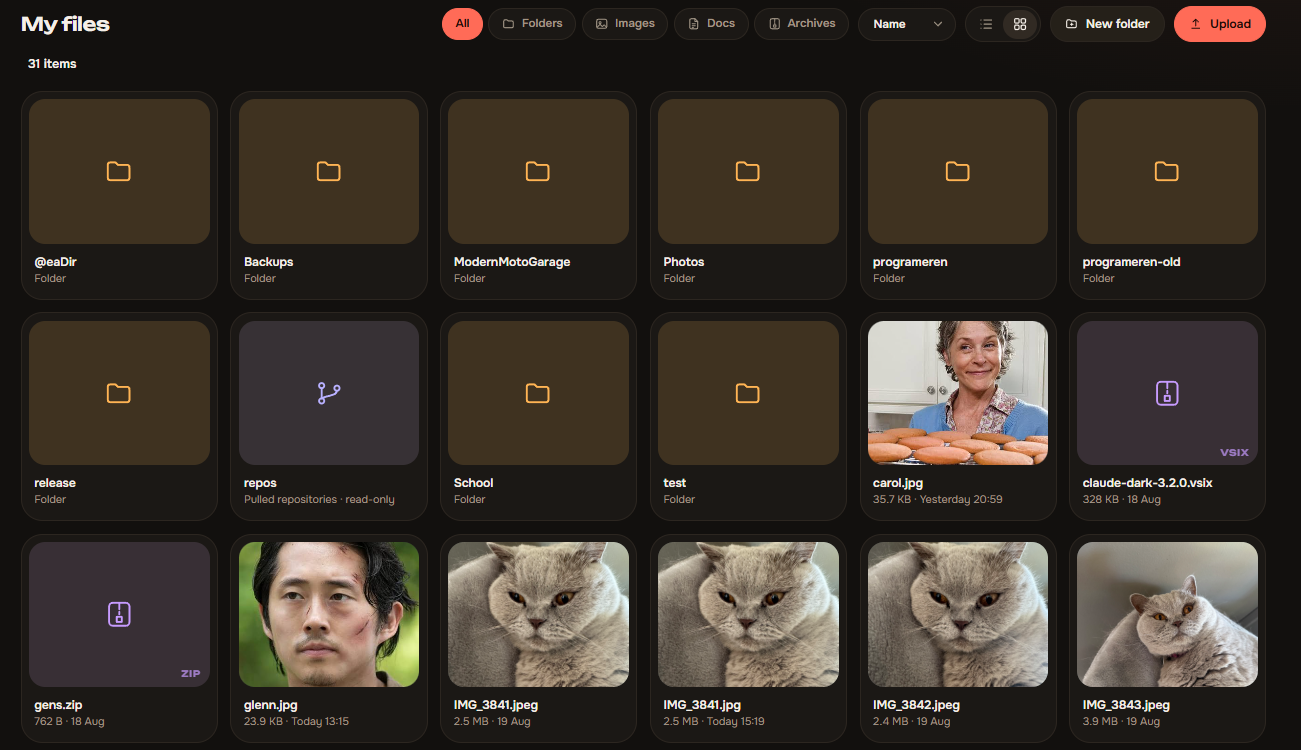 My files
All
Folders
Images
Docs
Archives
Name
New folder
Upload
31 items
@eaDir
Folder
Backups
Folder
ModernMotoGarage
Folder
Photos
Folder
programeren
Folder
programeren-old
Folder
release
Folder
repos
Pulled repositories · read-only
School
Folder
test
Folder
carol.jpg
35.7 KB · Yesterday 20:59
VSIX
claude-dark-3.2.0.vsix
328 KB · 18 Aug
ZIP
gens.zip
762 B · 18 Aug
glenn.jpg
23.9 KB · Today 13:15
IMG_3841.jpeg
2.5 MB · 19 Aug
IMG_3841.jpg
2.5 MB · Today 15:19
IMG_3842.jpeg
2.4 MB · 19 Aug
IMG_3843.jpeg
3.9 MB · 19 Aug